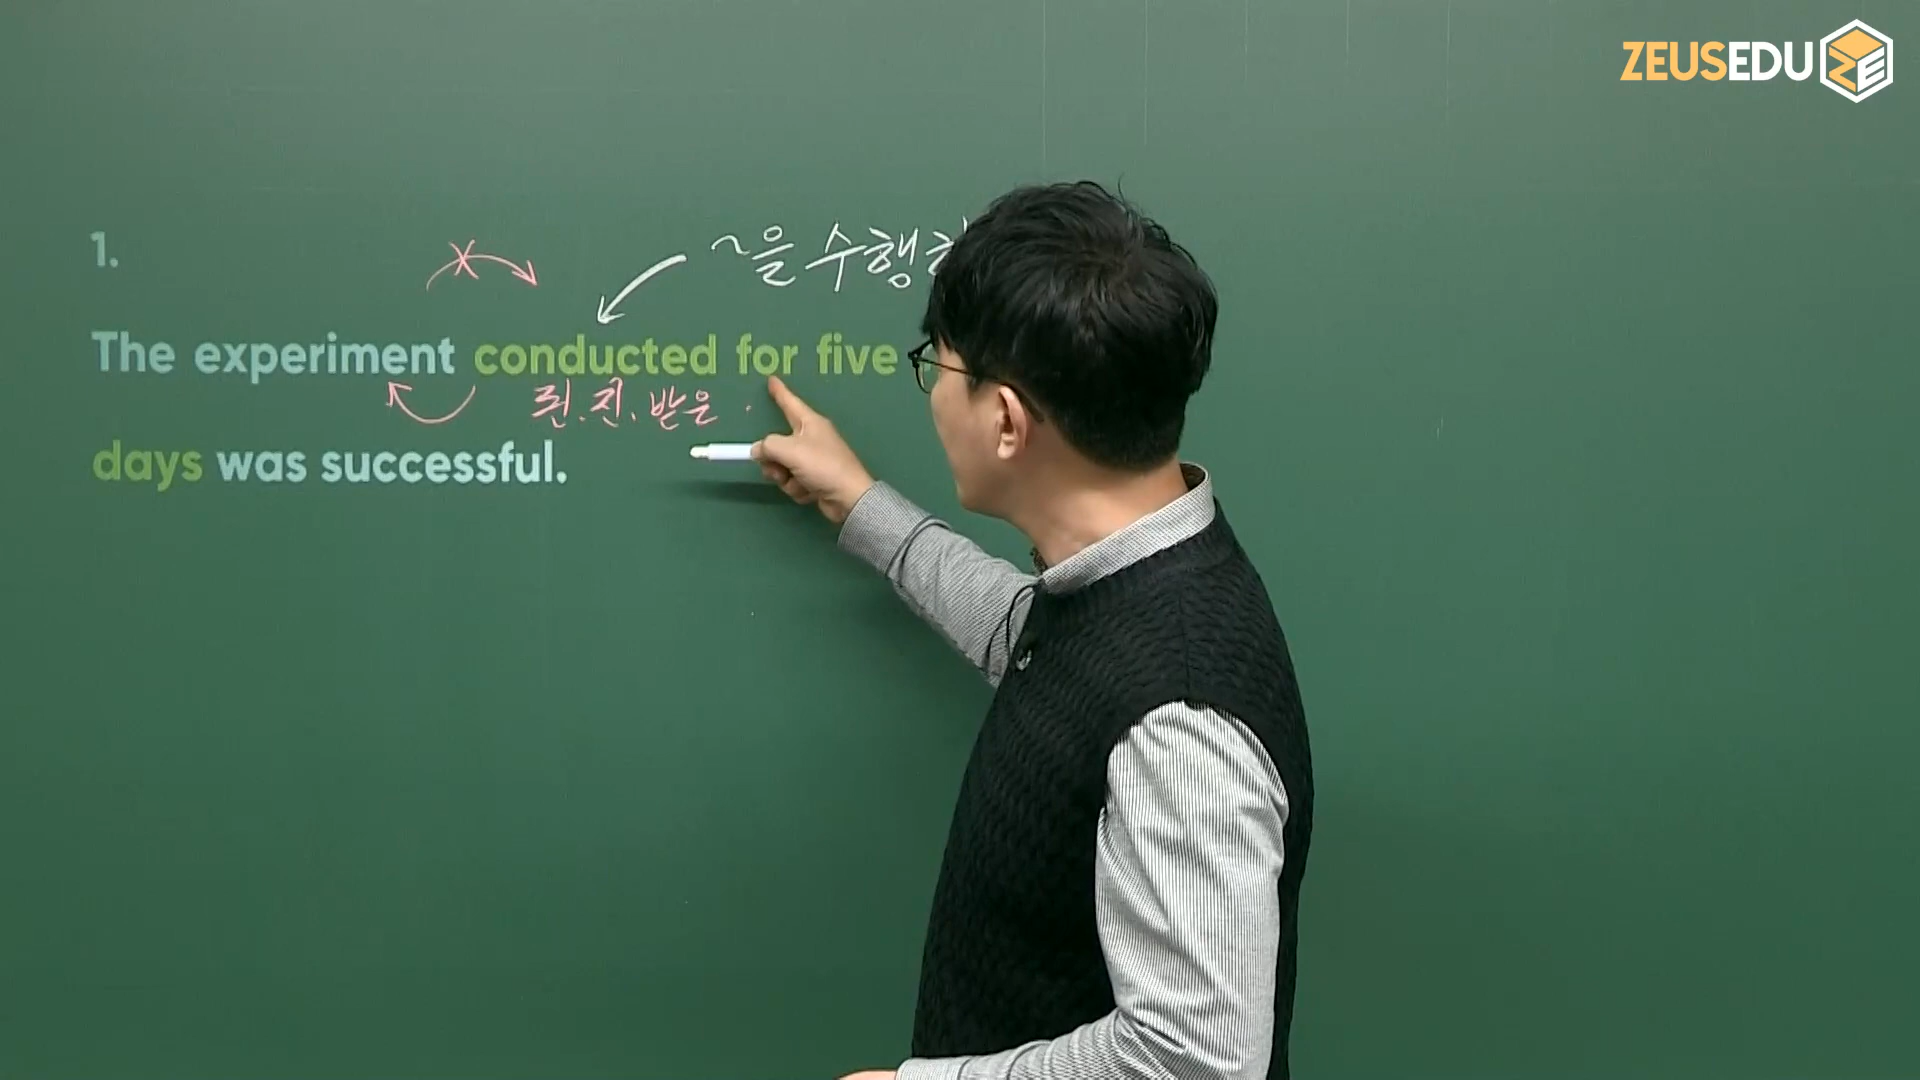 ZEUSEDU
1.
~을 수행하
The experiment conducted for five
된, 진, 받은
days was successful.